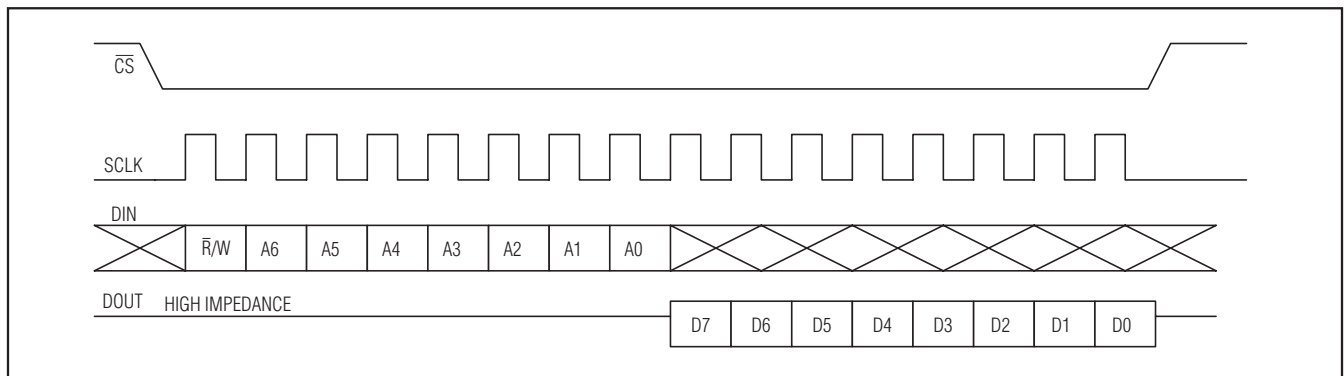 C̅S̅
SCLK
DIN
R̅/W A6 A5 A4 A3 A2 A1 A0
DOUT HIGH IMPEDANCE
D7 D6 D5 D4 D3 D2 D1 D0